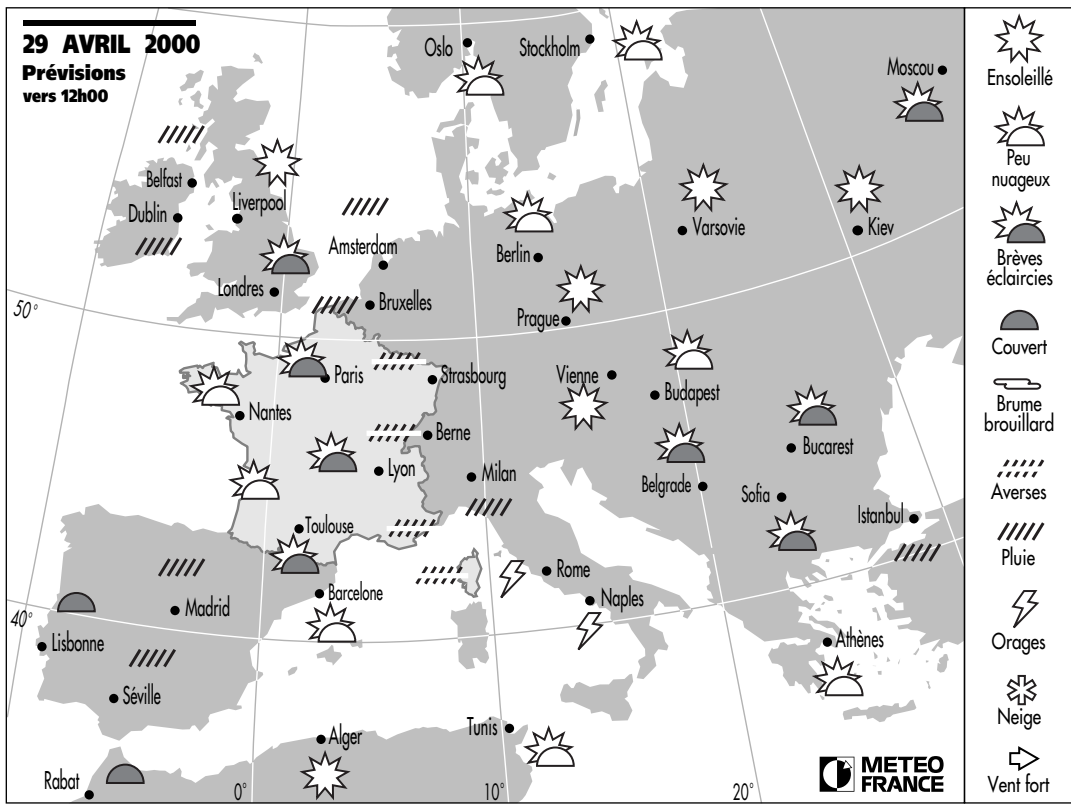 29 AVRIL 2000
Prévisions
vers 12h00
Oslo
Stockholm
Moscou
Belfast
Dublin
Liverpool
Amsterdam
Londres
Bruxelles
Berlin
Varsovie
Kiev
Prague
50°
Paris
Strasbourg
Vienne
Budapest
Nantes
Berne
Bucarest
Lyon
Milan
Belgrade
Sofia
Istanbul
Toulouse
Rome
Barcelone
Naples
Madrid
40°
Lisbonne
Athènes
Séville
Alger
Tunis
Rabat
0°
10°
20°
METEO
FRANCE
Ensoleillé
Peu
nuageux
Brèves
éclaircies
Couvert
Brume
brouillard
Averses
Pluie
Orages
Neige
Vent fort